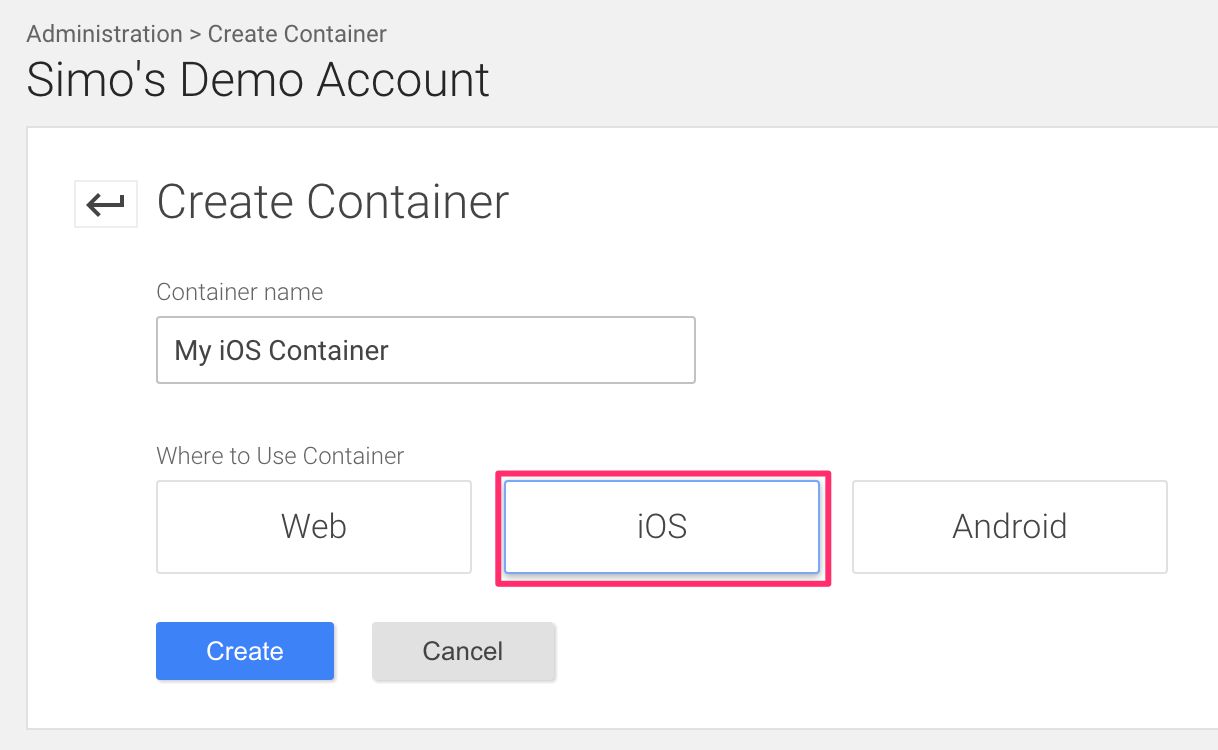 Administration > Create Container
Simo's Demo Account
Create Container
Container name
My iOS Container
Where to Use Container
Web iOS Android
Create Cancel